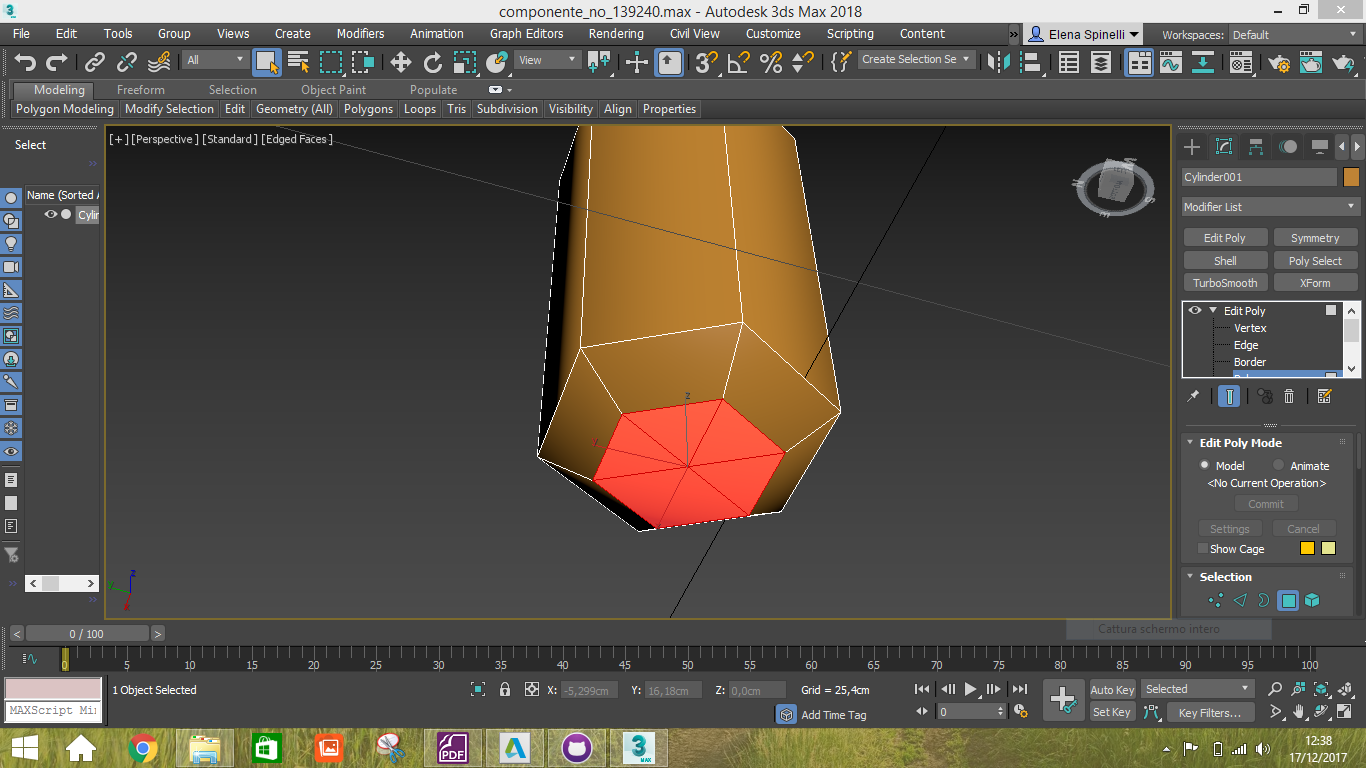 componente_no_139240.max - Autodesk 3ds Max 2018
File Edit Tools Group Views Create Modifiers Animation Graph Editors Rendering Civil View Customize Scripting Content » Elena Spinelli Workspaces: Default
All View Create Selection Se
Modeling Freeform Selection Object Paint Populate
Polygon Modeling Modify Selection Edit Geometry (All) Polygons Loops Tris Subdivision Visibility Align Properties
Select
Name (Sorted A
Cylin
[+] [Perspective] [Standard] [Edged Faces]
Cylinder001
Modifier List
Edit Poly Symmetry
Shell Poly Select
TurboSmooth XForm
Edit Poly
Vertex
Edge
Border
Edit Poly Mode
Model Animate
<No Current Operation>
Commit
Settings Cancel
Show Cage
Selection
z
y
z
y
x
Cattura schermo intero
< 0 / 100 >
0 5 10 15 20 25 30 35 40 45 50 55 60 65 70 75 80 85 90 95 100
1 Object Selected X: -5,299cm Y: 16,18cm Z: 0,0cm Grid = 25,4cm Auto Key Selected
MAXScript Mi
Add Time Tag 0 Set Key Key Filters...
PDF
3
MAX
12:38
17/12/2017